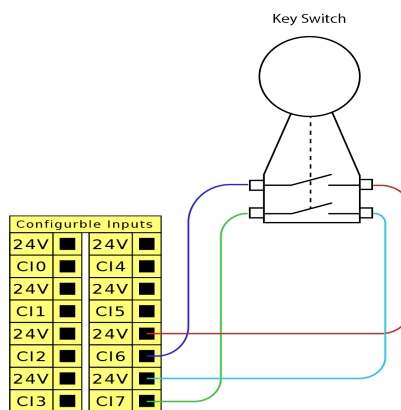 Key Switch
Configurble Inputs
24V 24V
CI0 CI4
24V 24V
CI1 CI5
24V 24V
CI2 CI6
24V 24V
CI3 CI7